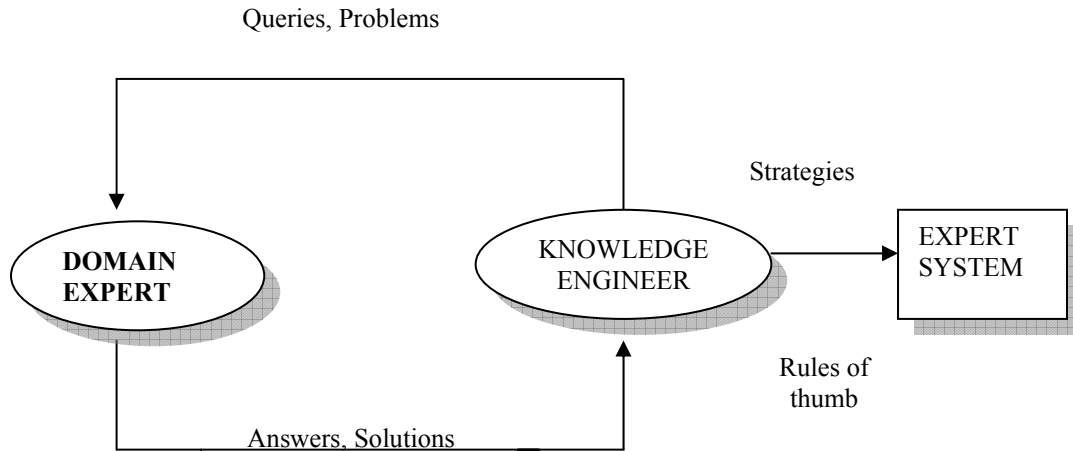 Queries, Problems
Strategies
DOMAIN
EXPERT
KNOWLEDGE
ENGINEER
EXPERT
SYSTEM
Rules of
thumb
Answers, Solutions